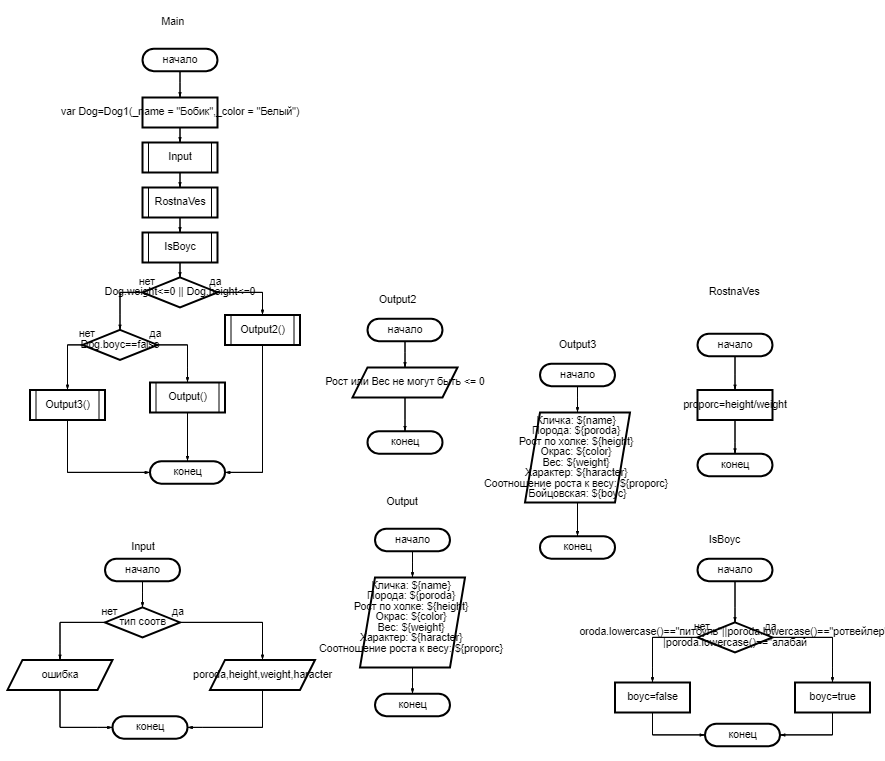 Main
начало
var Dog=Dog1(_name = "Бобик",_color = "Белый")
Input
RostnaVes
IsBoyc
нет
да
Dog.weight<=0 || Dog.height<=0
Output2()
нет
да
Dog.boyc==false
Output3()
Output()
конец
Output2
начало
Рост или Вес не могут быть <= 0
конец
Output3
начало
Кличка: ${name}
Порода: ${poroda}
Рост по холке: ${height}
Окрас: ${color}
Вес: ${weight}
Характер: ${haracter}
Соотношение роста к весу: ${proporc}
Бойцовская: ${boyc}
конец
RostnaVes
начало
proporc=height/weight
конец
Input
начало
нет
да
тип соотв
ошибка
poroda,height,weight,haracter
конец
Output
начало
Кличка: ${name}
Порода: ${poroda}
Рост по холке: ${height}
Окрас: ${color}
Вес: ${weight}
Характер: ${haracter}
Соотношение роста к весу: ${proporc}
конец
IsBoyc
начало
нет
да
oroda.lowercase()=="питбуль"||poroda.lowercase()=="ротвейлер
||poroda.lowercase()=="алабай
boyc=false
boyc=true
конец